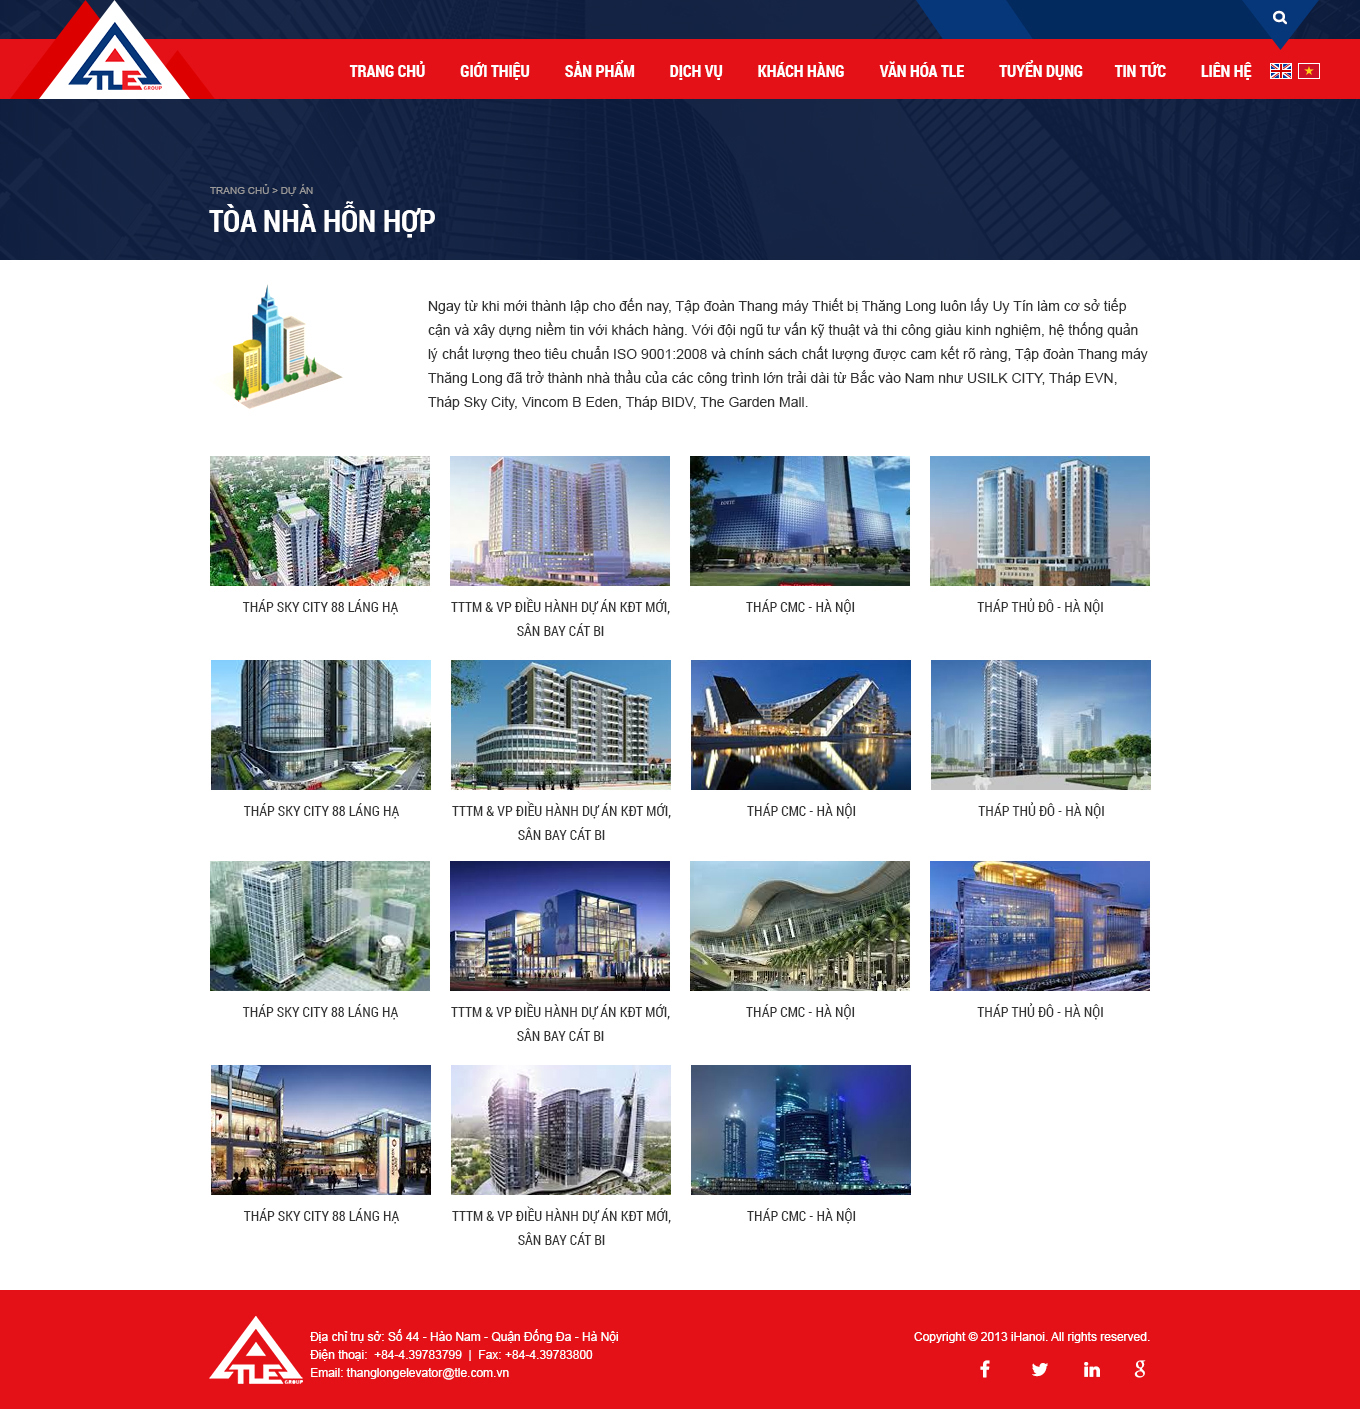 TLE GROUP
TRANG CHỦ
GIỚI THIỆU
SẢN PHẨM
DỊCH VỤ
KHÁCH HÀNG
VĂN HÓA TLE
TUYỂN DỤNG
TIN TỨC
LIÊN HỆ
TRANG CHỦ > DỰ ÁN
TÒA NHÀ HỖN HỢP
Ngay từ khi mới thành lập cho đến nay, Tập đoàn Thang máy Thiết bị Thăng Long luôn lấy Uy Tín làm cơ sở tiếp
cận và xây dựng niềm tin với khách hàng. Với đội ngũ tư vấn kỹ thuật và thi công giàu kinh nghiệm, hệ thống quản
lý chất lượng theo tiêu chuẩn ISO 9001:2008 và chính sách chất lượng được cam kết rõ ràng, Tập đoàn Thang máy
Thăng Long đã trở thành nhà thầu của các công trình lớn trải dài từ Bắc vào Nam như USILK CITY, Tháp EVN,
Tháp Sky City, Vincom B Eden, Tháp BIDV, The Garden Mall.
THÁP SKY CITY 88 LÁNG HẠ
TTTM & VP ĐIỀU HÀNH DỰ ÁN KĐT MỚI,
SÂN BAY CÁT BI
THÁP CMC - HÀ NỘI
THÁP THỦ ĐÔ - HÀ NỘI
THÁP SKY CITY 88 LÁNG HẠ
TTTM & VP ĐIỀU HÀNH DỰ ÁN KĐT MỚI,
SÂN BAY CÁT BI
THÁP CMC - HÀ NỘI
THÁP THỦ ĐÔ - HÀ NỘI
THÁP SKY CITY 88 LÁNG HẠ
TTTM & VP ĐIỀU HÀNH DỰ ÁN KĐT MỚI,
SÂN BAY CÁT BI
THÁP CMC - HÀ NỘI
THÁP THỦ ĐÔ - HÀ NỘI
THÁP SKY CITY 88 LÁNG HẠ
TTTM & VP ĐIỀU HÀNH DỰ ÁN KĐT MỚI,
SÂN BAY CÁT BI
THÁP CMC - HÀ NỘI
TLE GROUP
Địa chỉ trụ sở: Số 44 - Hào Nam - Quận Đống Đa - Hà Nội
Điện thoại: +84-4.39783799 | Fax: +84-4.39783800
Email: thanglongelevator@tle.com.vn
Copyright © 2013 iHanoi. All rights reserved.